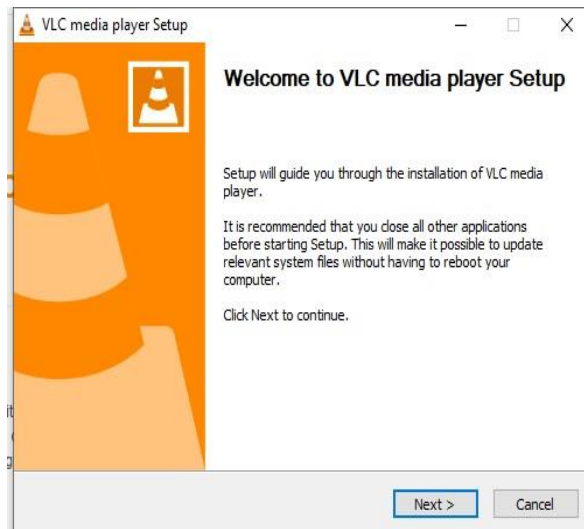 VLC media player Setup
Welcome to VLC media player Setup
Setup will guide you through the installation of VLC media
player.
It is recommended that you close all other applications
before starting Setup. This will make it possible to update
relevant system files without having to reboot your
computer.
Click Next to continue.
Next >
Cancel